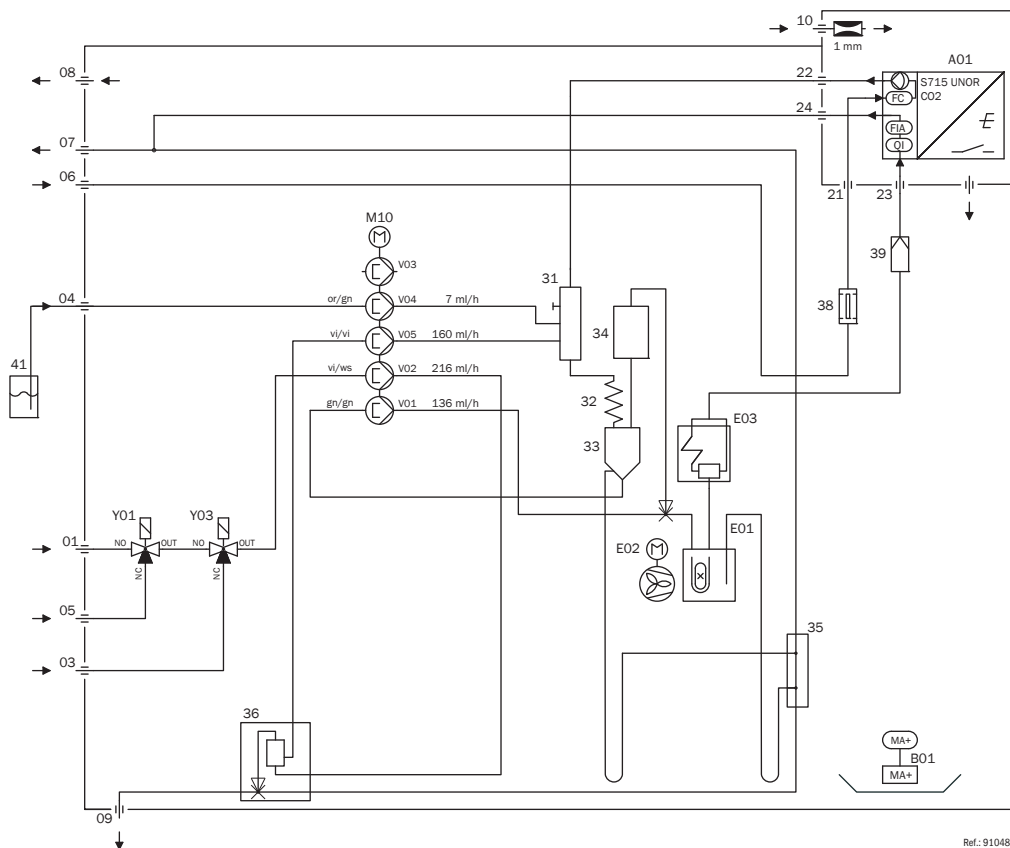 10
1 mm
A01
08
22
S715 UNOR
CO2
FC
24
FIA
QI
07
06
21
23
M10
M
39
V03
31
04
or/gn
V04
7 ml/h
38
34
vi/vi
V05
160 ml/h
41
vi/ws
V02
216 ml/h
32
gn/gn
V01
136 ml/h
E03
33
Y01
Y03
E01
01
NO
OUT
NO
OUT
E02
M
NC
NC
05
35
03
36
MA+
B01
MA+
09
Ref.: 91048